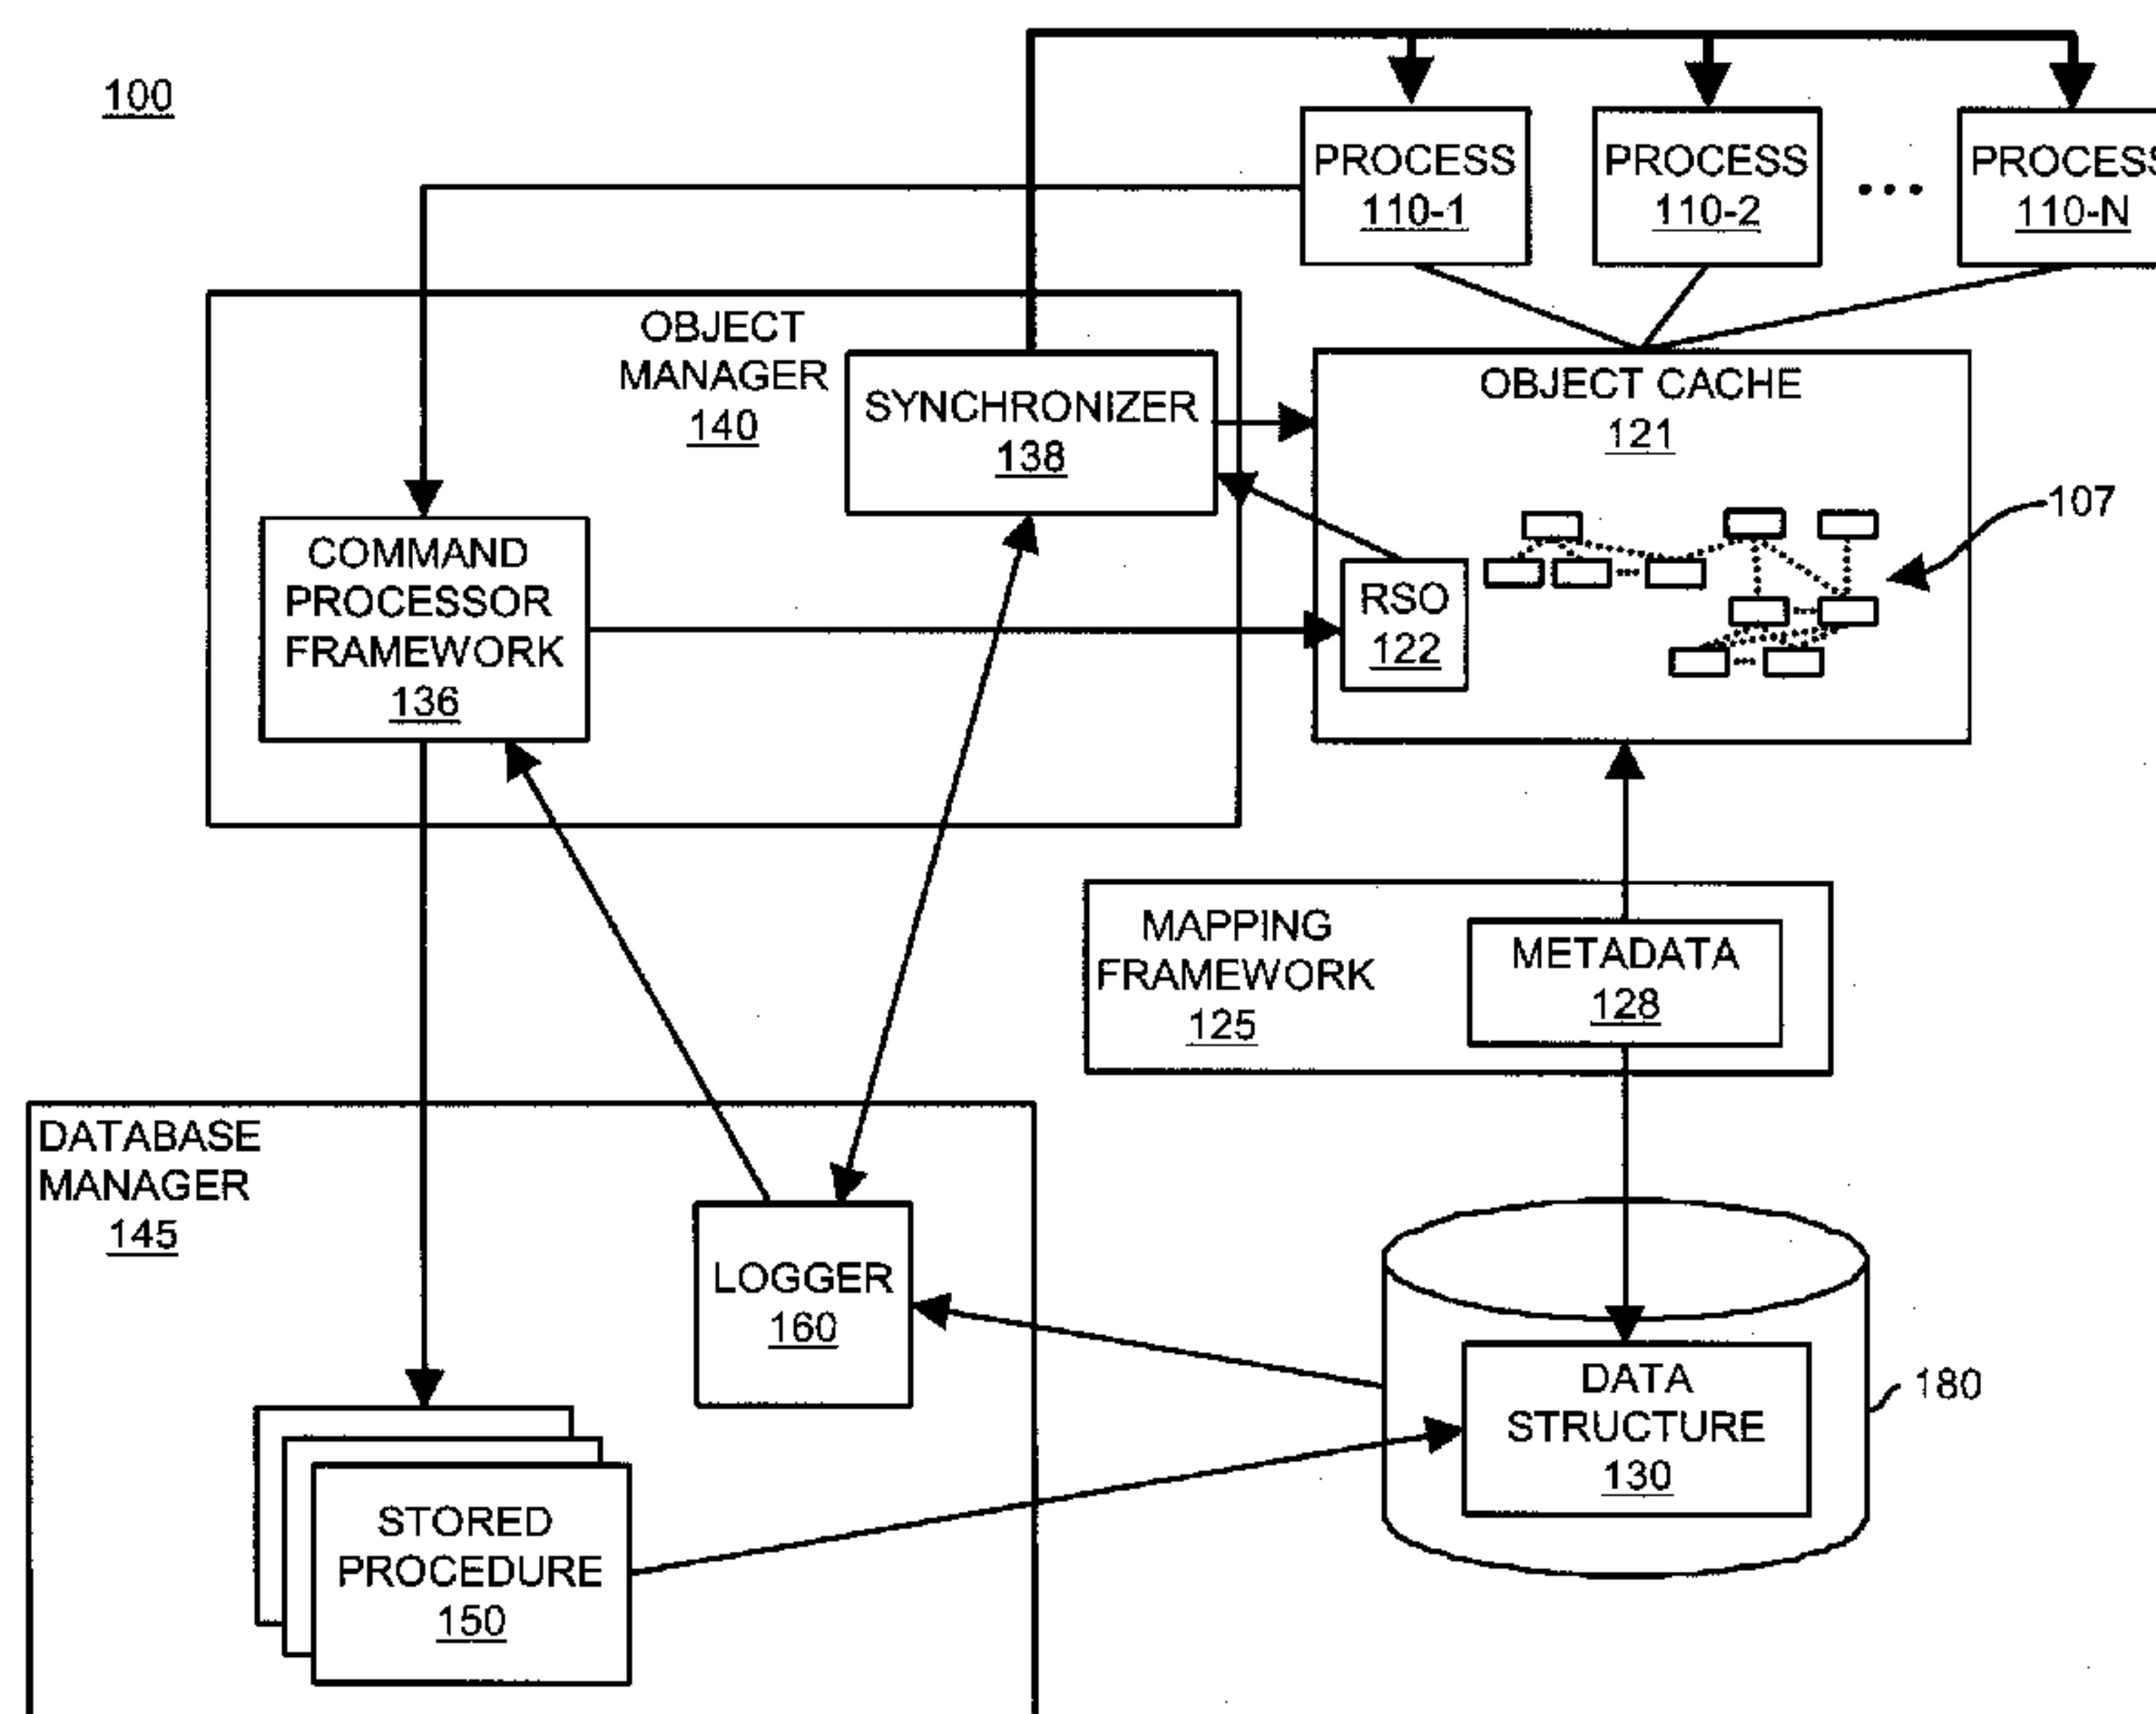 100
PROCESS
110-1
PROCESS
110-2
...
PROCESS
110-N
OBJECT
MANAGER
140
SYNCHRONIZER
138
OBJECT CACHE
121
107
COMMAND
PROCESSOR
FRAMEWORK
136
RSO
122
MAPPING
FRAMEWORK
125
METADATA
128
DATABASE
MANAGER
145
LOGGER
160
DATA
STRUCTURE
130
180
STORED
PROCEDURE
150